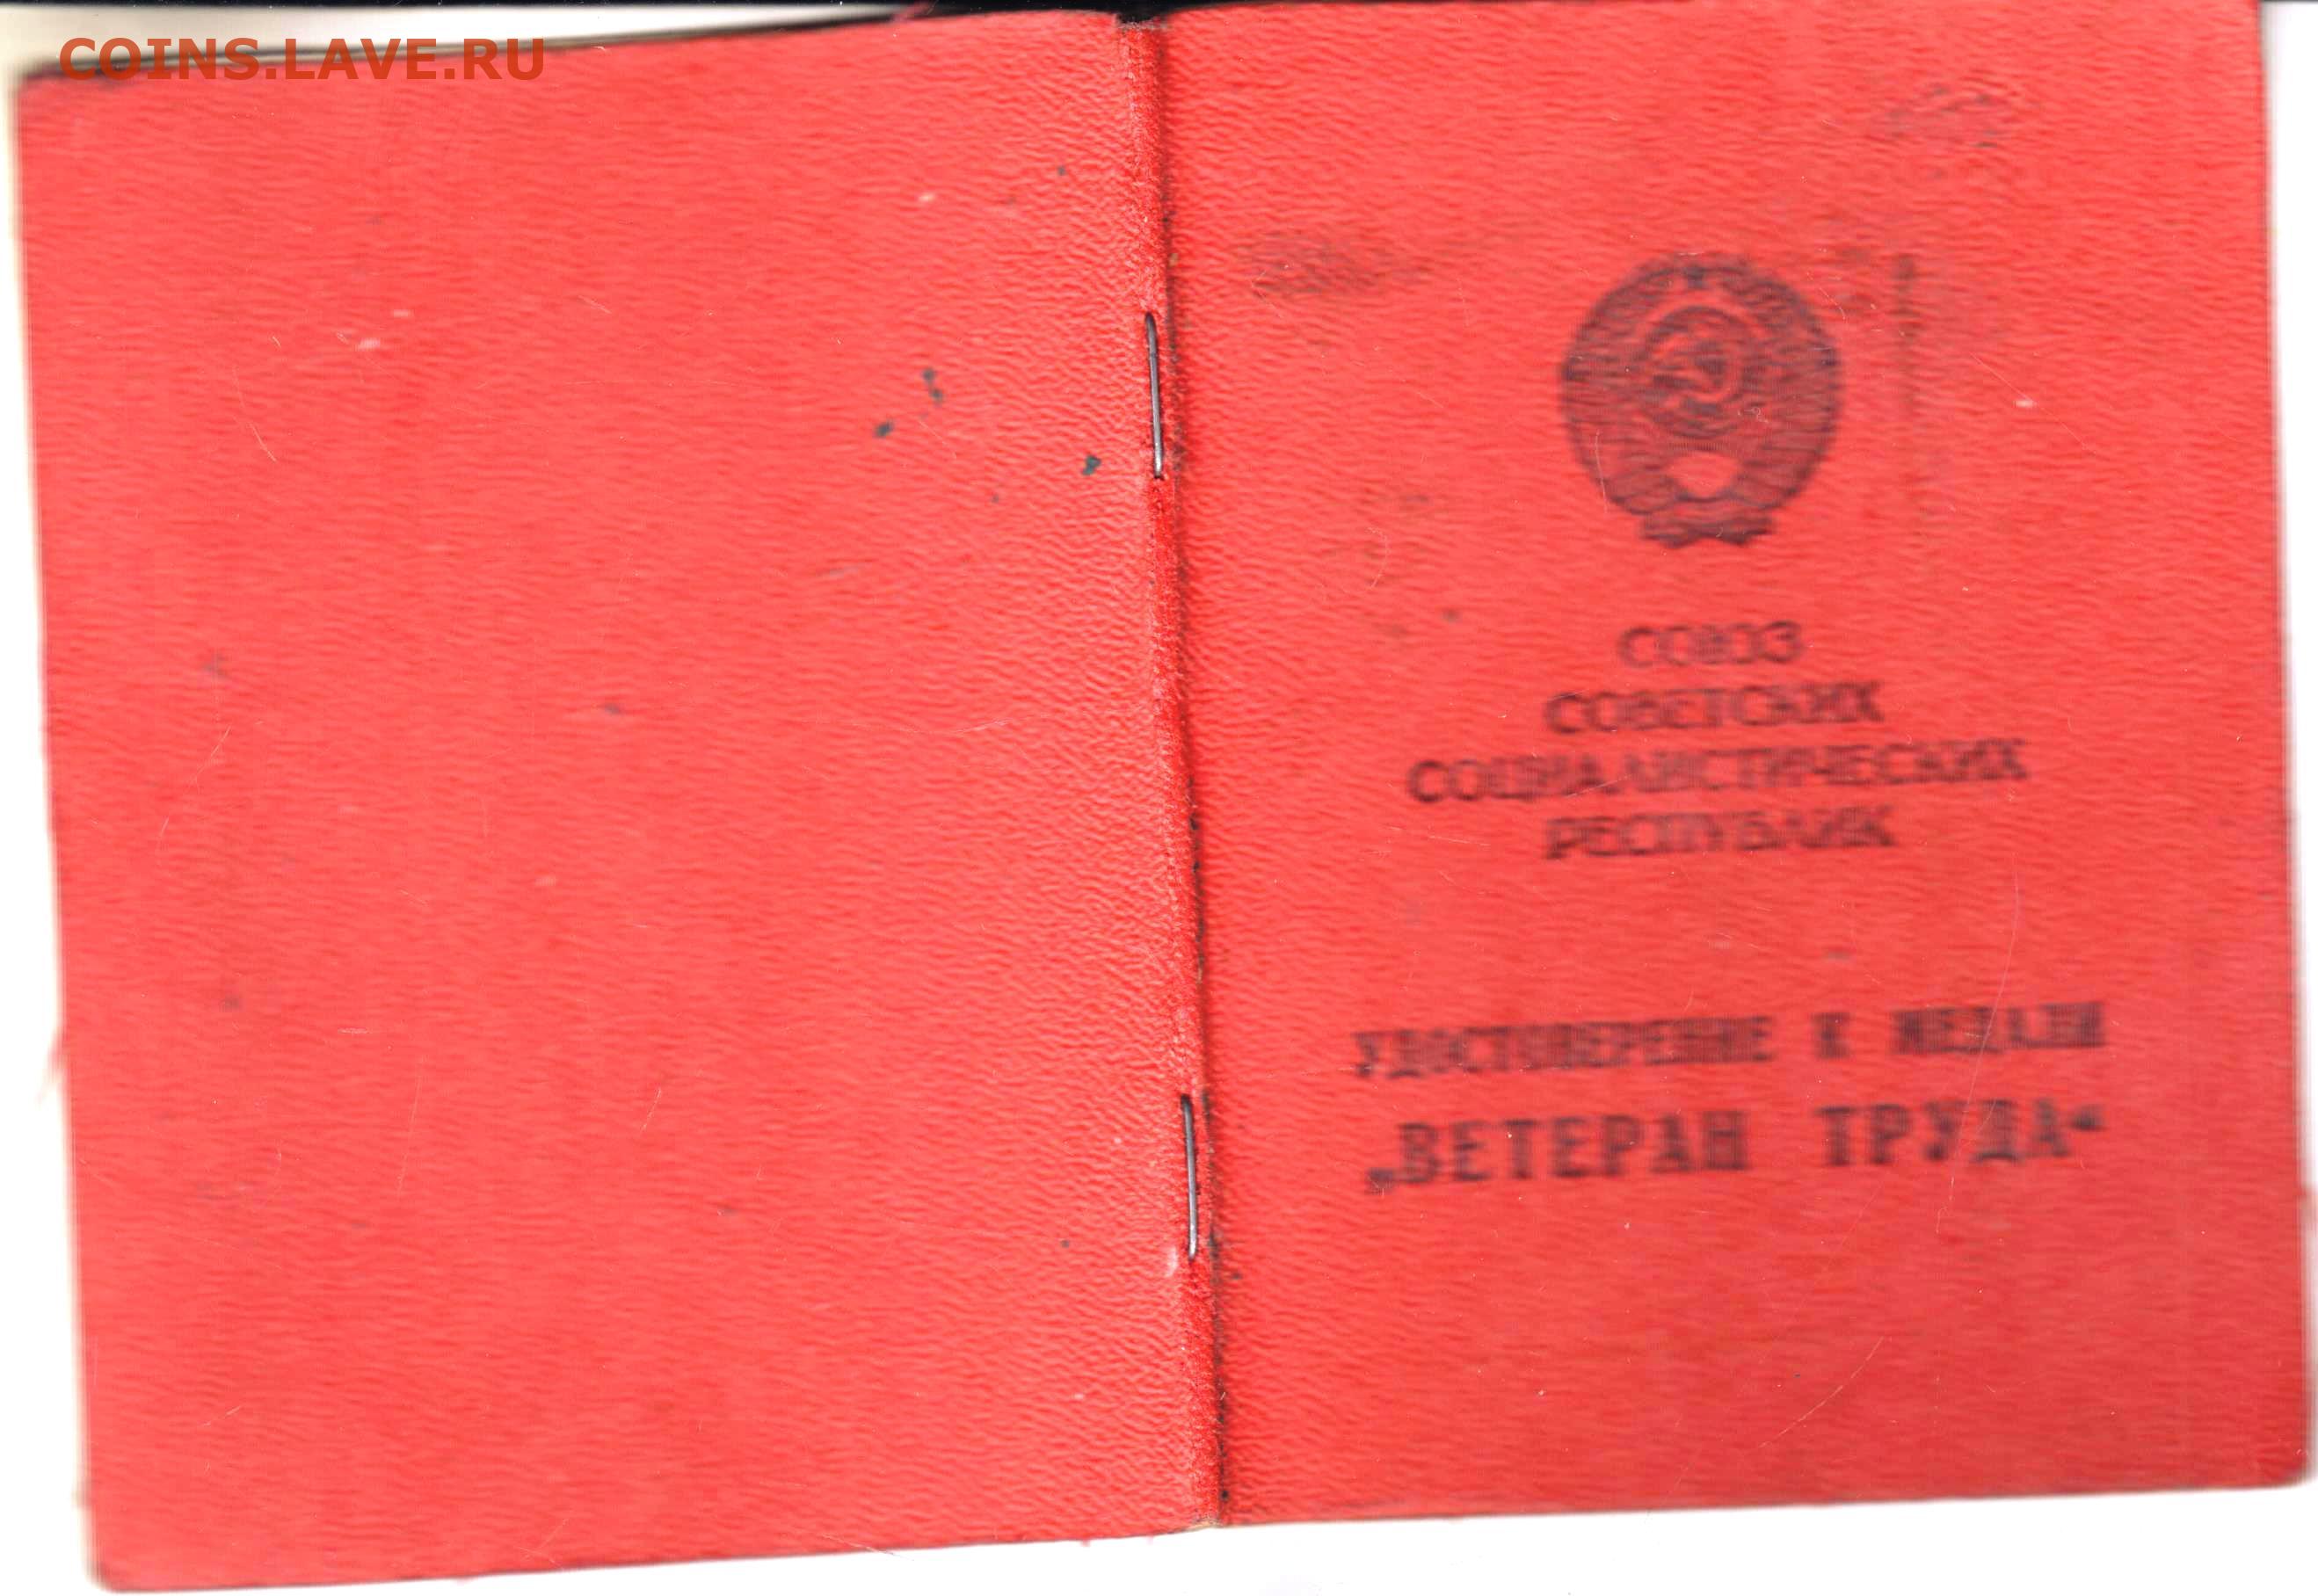 COINS.LAVE.RU
СОЮЗ
СОВЕТСКИХ
СОЦИАЛИСТИЧЕСКИХ
РЕСПУБЛИК
УДОСТОВЕРЕНИЕ К МЕДАЛИ
„ВЕТЕРАН ТРУДА“